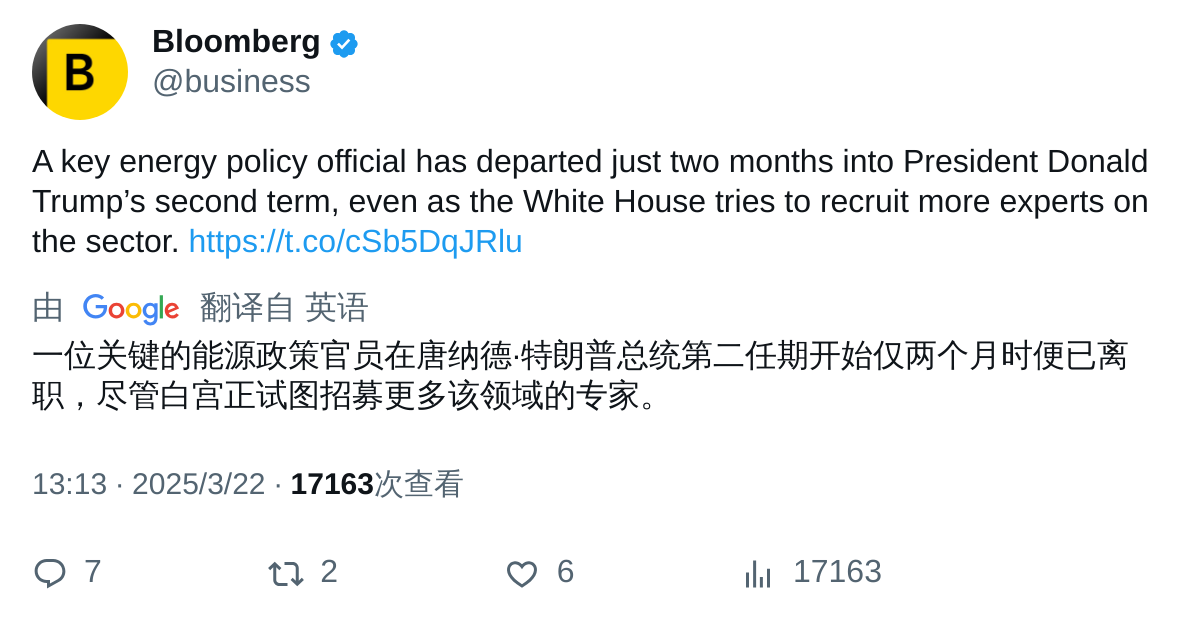 B
Bloomberg
@business
A key energy policy official has departed just two months into President Donald
Trump’s second term, even as the White House tries to recruit more experts on
the sector. https://t.co/cSb5DqJRlu
由 Google 翻译自 英语
一位关键的能源政策官员在唐纳德·特朗普总统第二任期开始仅两个月时便已离
职，尽管白宫正试图招募更多该领域的专家。
13:13 · 2025/3/22 · 17163次查看
7 2 6 17163